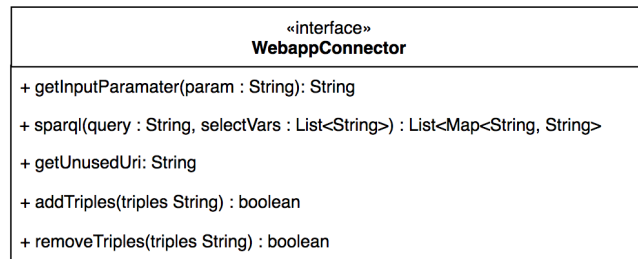 «interface»
WebappConnector
+ getInputParamater(param : String): String
+ sparql(query : String, selectVars : List<String>) : List<Map<String, String>
+ getUnusedUri: String
+ addTriples(triples String) : boolean
+ removeTriples(triples String) : boolean